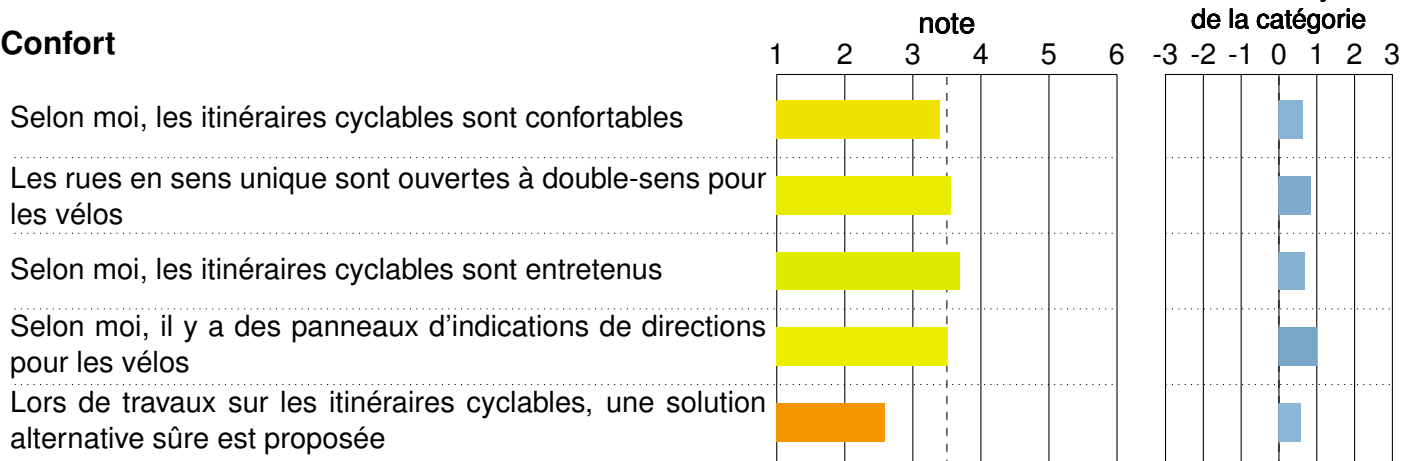 note
de la catégorie
Confort
1 2 3 4 5 6
-3 -2 -1 0 1 2 3
Selon moi, les itinéraires cyclables sont confortables
Les rues en sens unique sont ouvertes à double-sens pour
les vélos
Selon moi, les itinéraires cyclables sont entretenus
Selon moi, il y a des panneaux d'indications de directions
pour les vélos
Lors de travaux sur les itinéraires cyclables, une solution
alternative sûre est proposée